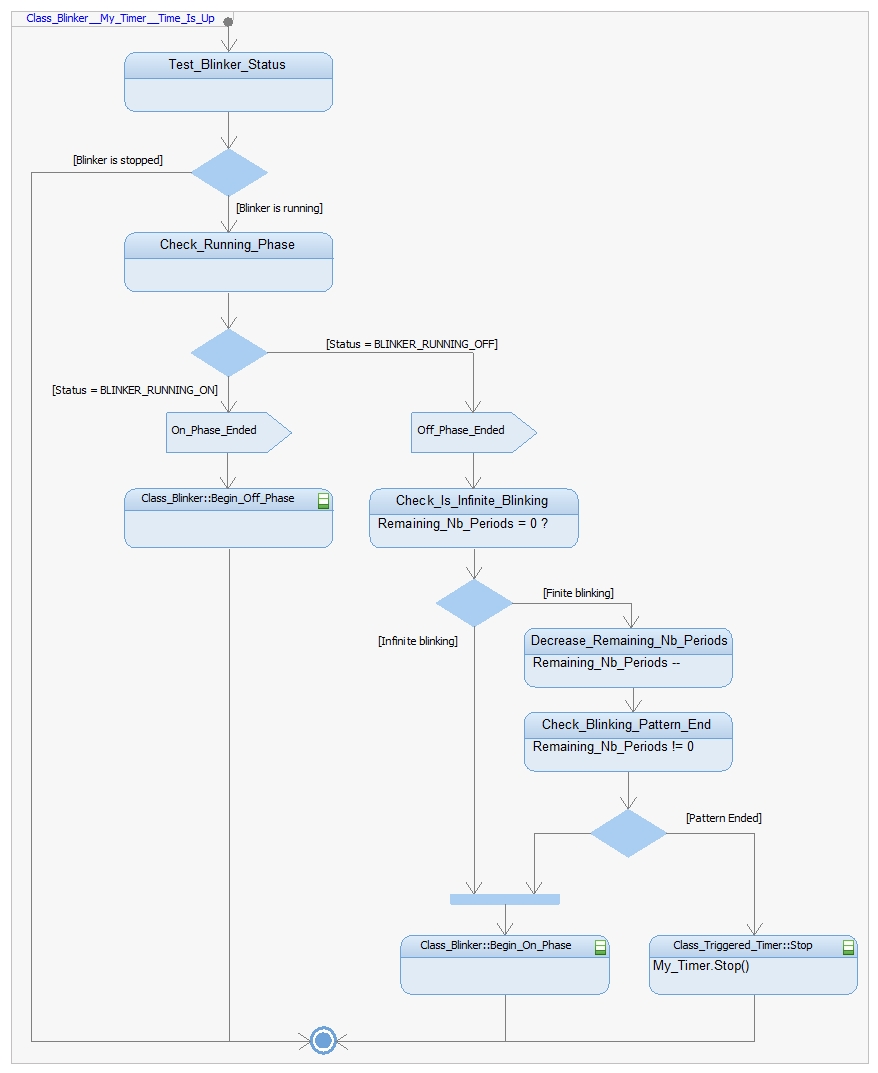 Class_Blinker__My_Timer__Time_Is_Up
Test_Blinker_Status
[Blinker is stopped]
[Blinker is running]
Check_Running_Phase
[Status = BLINKER_RUNNING_OFF]
[Status = BLINKER_RUNNING_ON]
On_Phase_Ended
Off_Phase_Ended
Class_Blinker::Begin_Off_Phase
Check_Is_Infinite_Blinking
Remaining_Nb_Periods = 0 ?
[Finite blinking]
[Infinite blinking]
Decrease_Remaining_Nb_Periods
Remaining_Nb_Periods --
Check_Blinking_Pattern_End
Remaining_Nb_Periods != 0
[Pattern Ended]
Class_Blinker::Begin_On_Phase
Class_Triggered_Timer::Stop
My_Timer.Stop()